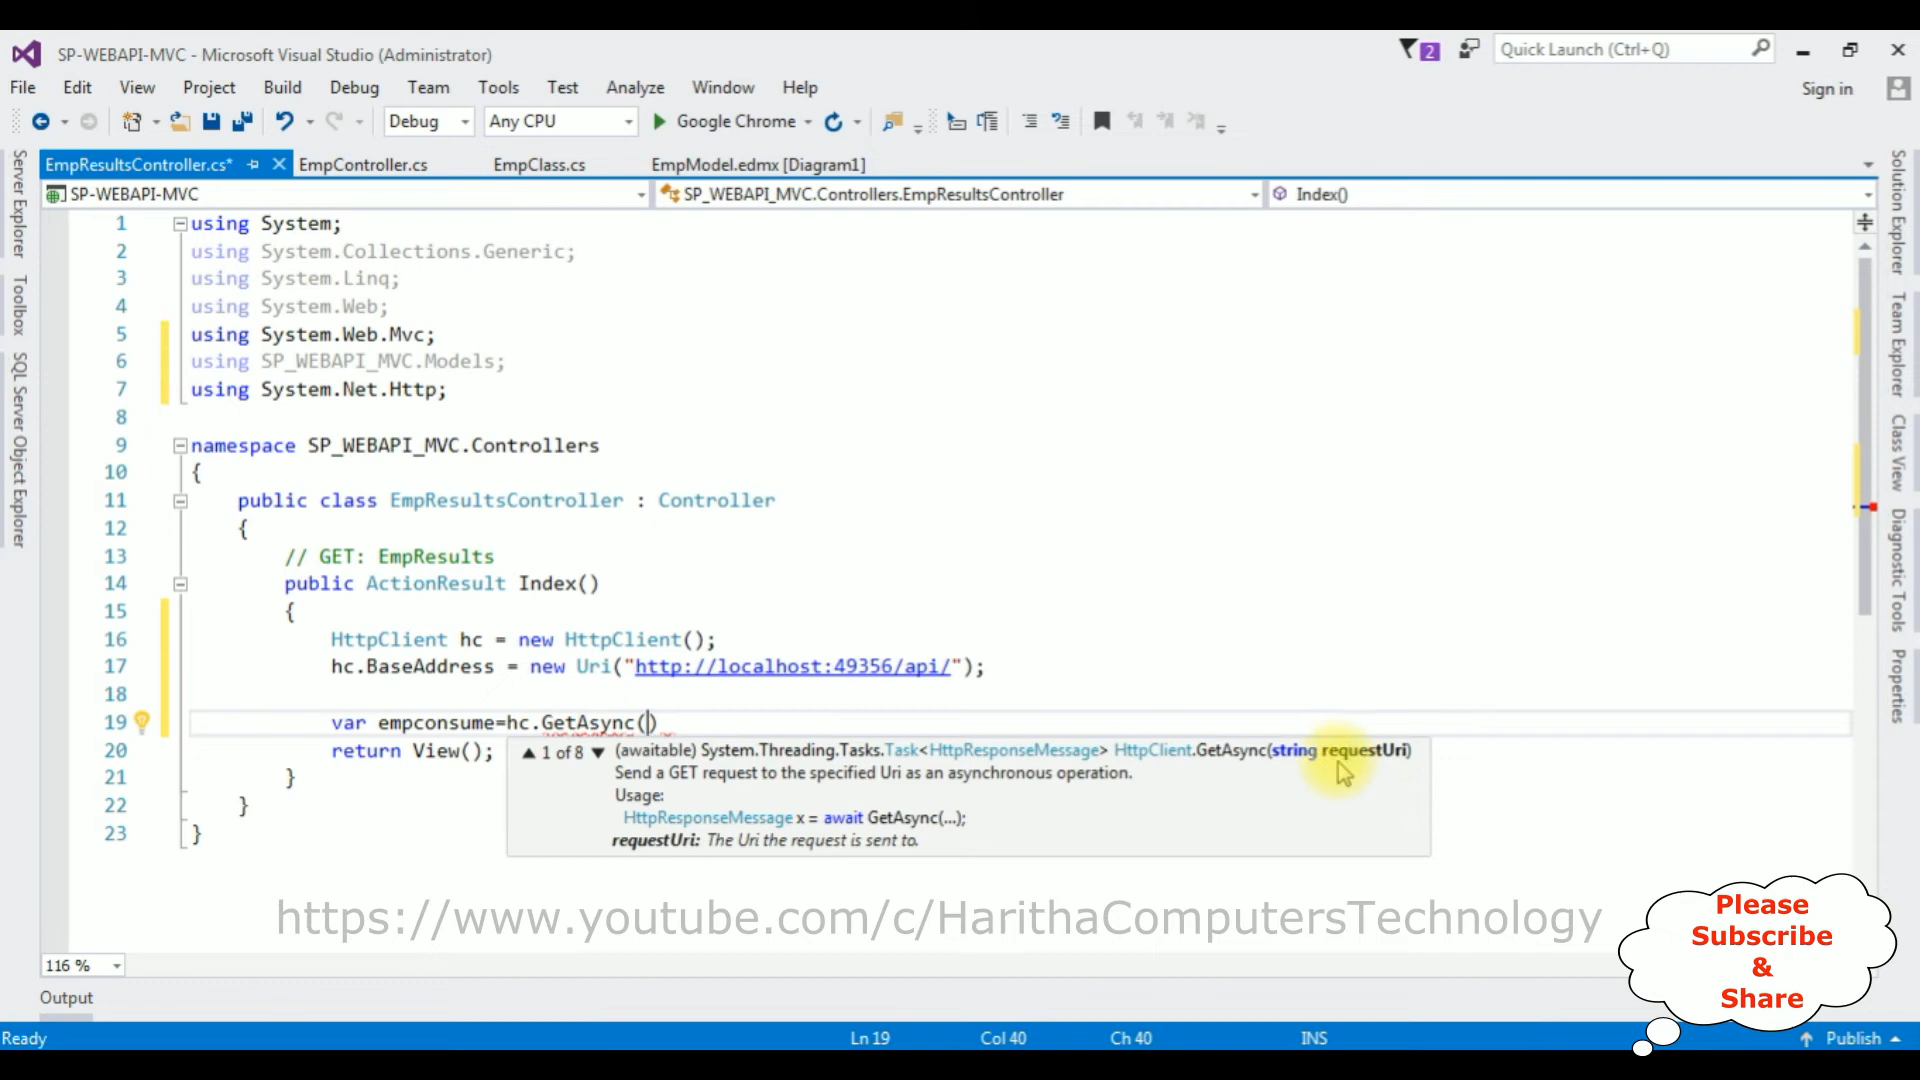 SP-WEBAPI-MVC - Microsoft Visual Studio (Administrator)
2
Quick Launch (Ctrl+Q)
File Edit View Project Build Debug Team Tools Test Analyze Window Help
Sign in
Debug Any CPU Google Chrome
EmpResultsController.cs* EmpController.cs EmpClass.cs EmpModel.edmx [Diagram1]
SP-WEBAPI-MVC SP_WEBAPI_MVC.Controllers.EmpResultsController Index()
Server Explorer
Toolbox
SQL Server Object Explorer
Solution Explorer
Team Explorer
Class View
Diagnostic Tools
Properties
1 using System;
2 using System.Collections.Generic;
3 using System.Linq;
4 using System.Web;
5 using System.Web.Mvc;
6 using SP_WEBAPI_MVC.Models;
7 using System.Net.Http;
8
9 namespace SP_WEBAPI_MVC.Controllers
10 {
11 public class EmpResultsController : Controller
12 {
13 // GET: EmpResults
14 public ActionResult Index()
15 {
16 HttpClient hc = new HttpClient();
17 hc.BaseAddress = new Uri("http://localhost:49356/api/");
18
19 var empconsume=hc.GetAsync()
20 return View();
21 }
22 }
23 }
▲ 1 of 8 ▼ (awaitable) System.Threading.Tasks.Task<HttpResponseMessage> HttpClient.GetAsync(string requestUri)
Send a GET request to the specified Uri as an asynchronous operation.
Usage:
HttpResponseMessage x = await GetAsync(...);
requestUri: The Uri the request is sent to.
https://www.youtube.com/c/HarithaComputersTechnology
Please
Subscribe
&
Share
116 %
Output
Ready Ln 19 Col 40 Ch 40 INS Publish